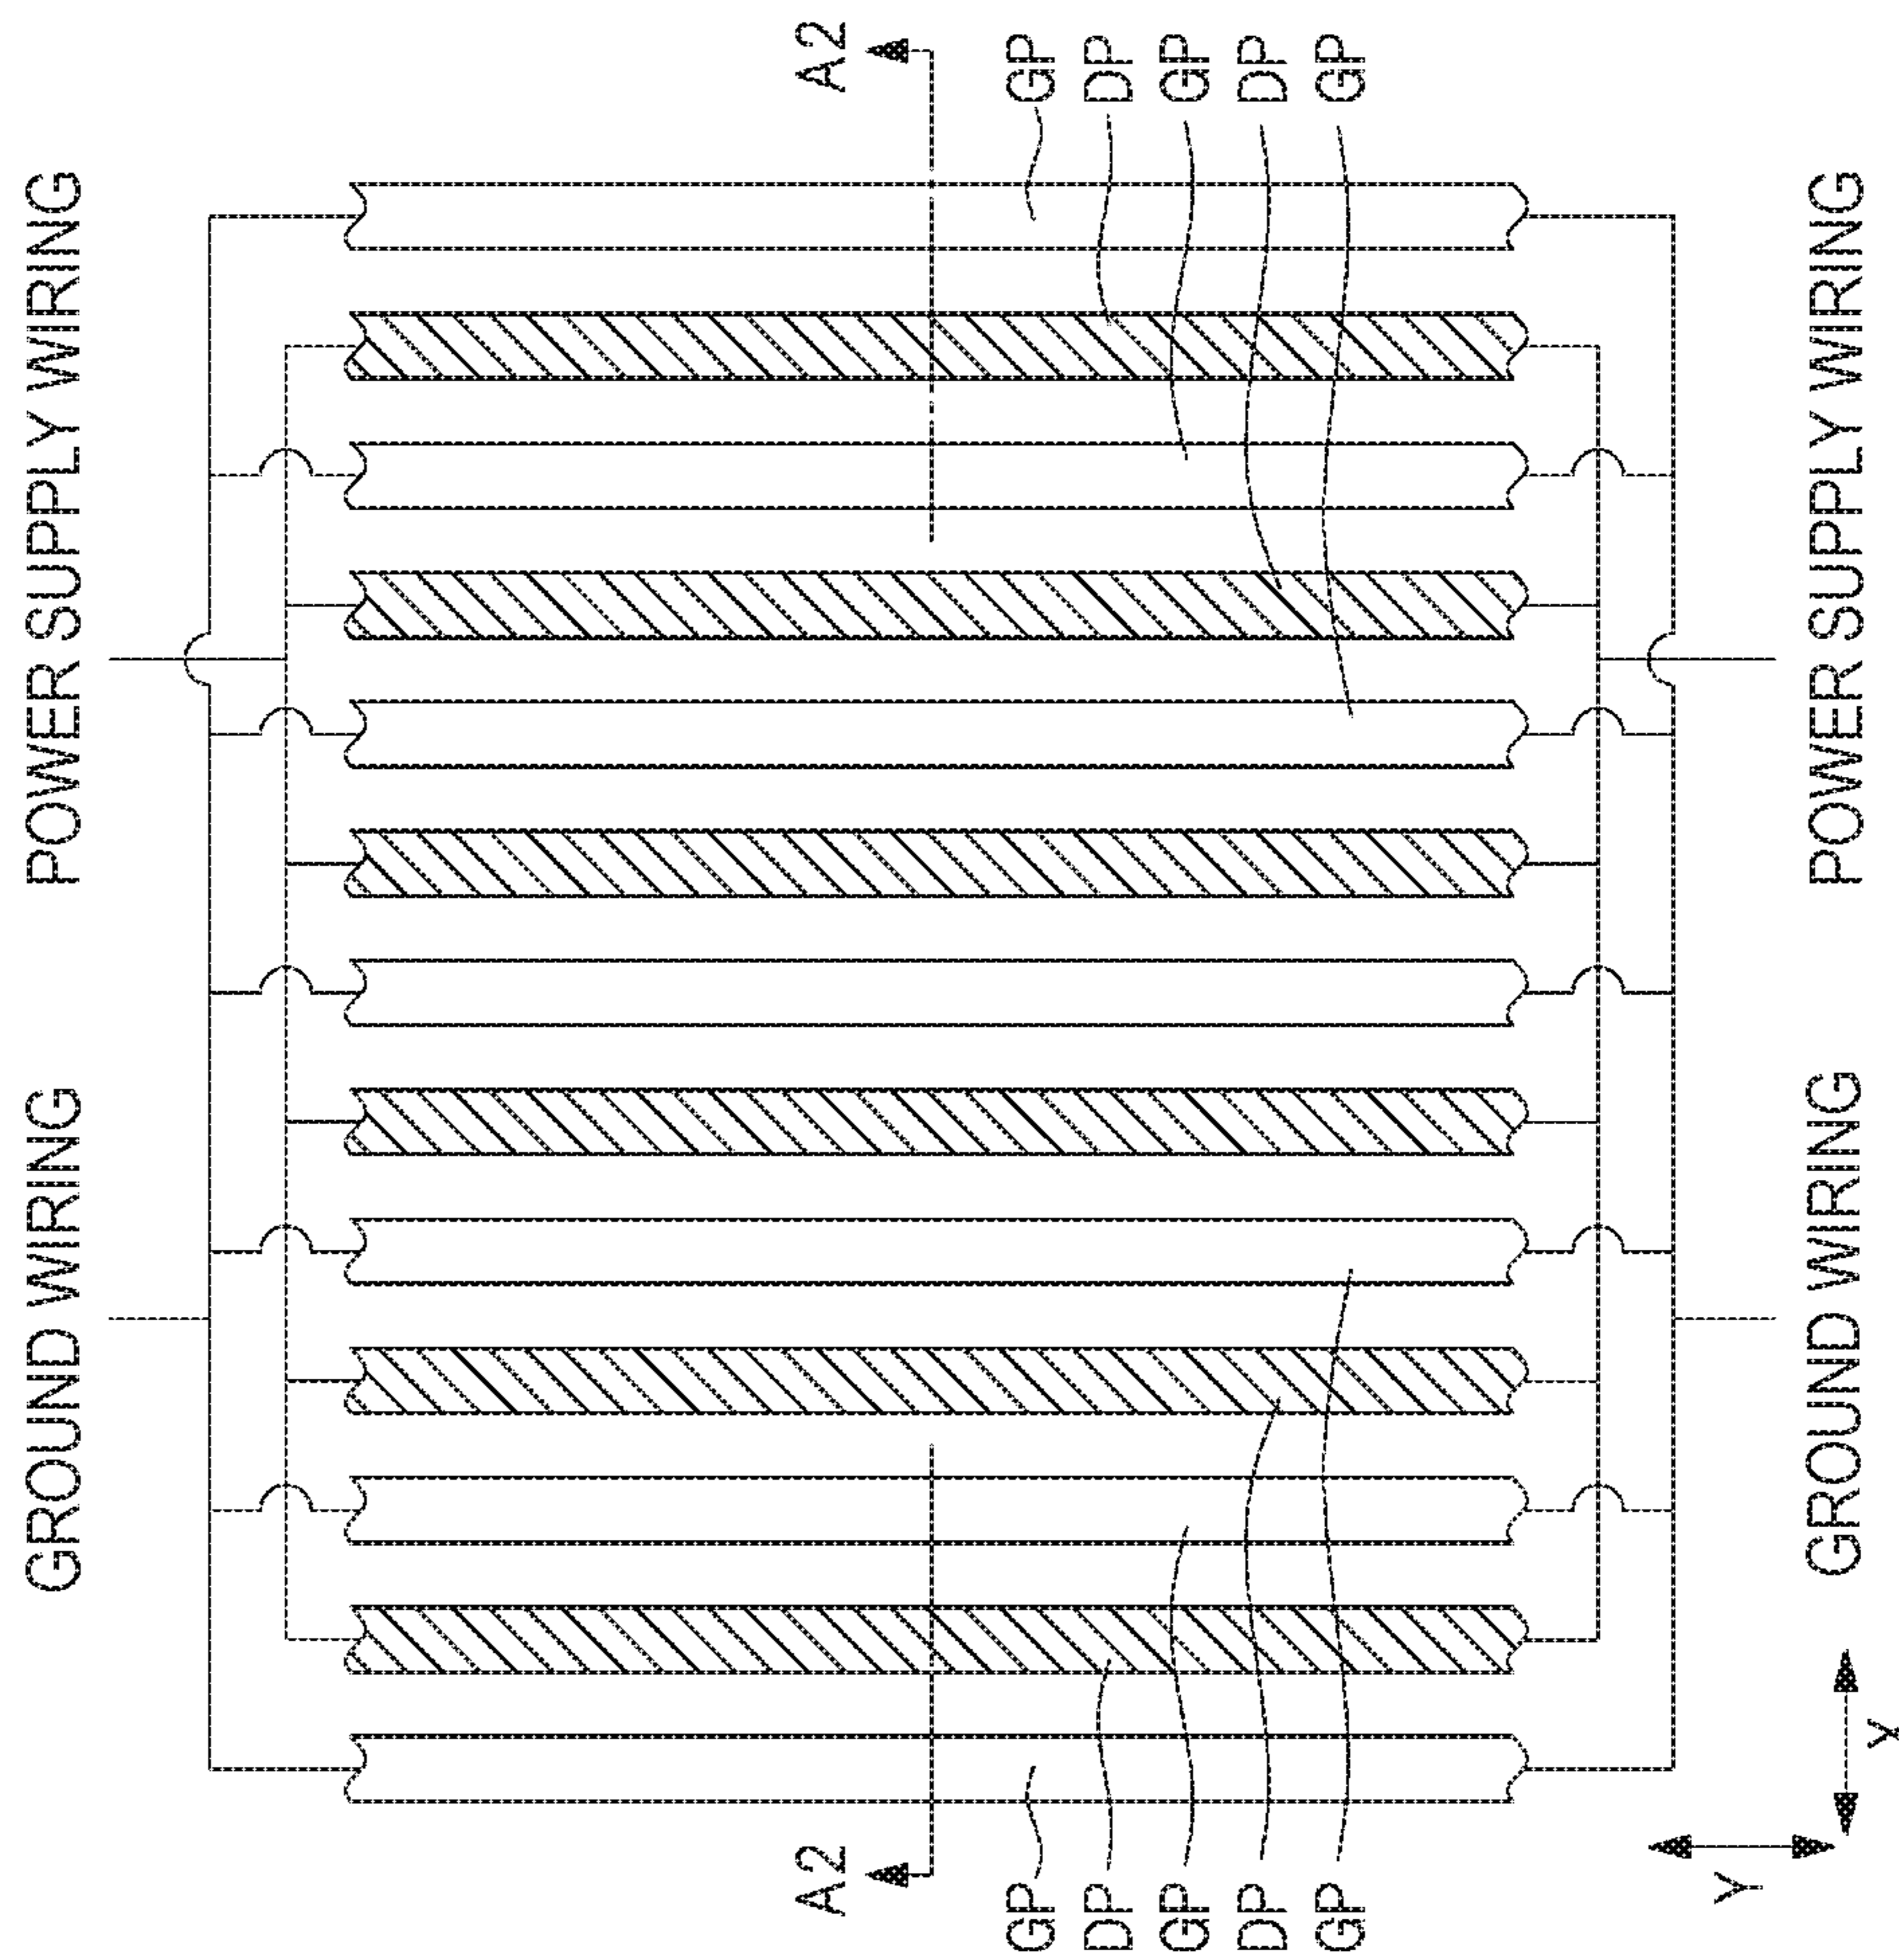 GROUND WIRING
POWER SUPPLY WIRING
A2
A2
GP
GP
DP
DP
GP
GP
DP
DP
GP
GP
Y
GROUND WIRING
POWER SUPPLY WIRING
X